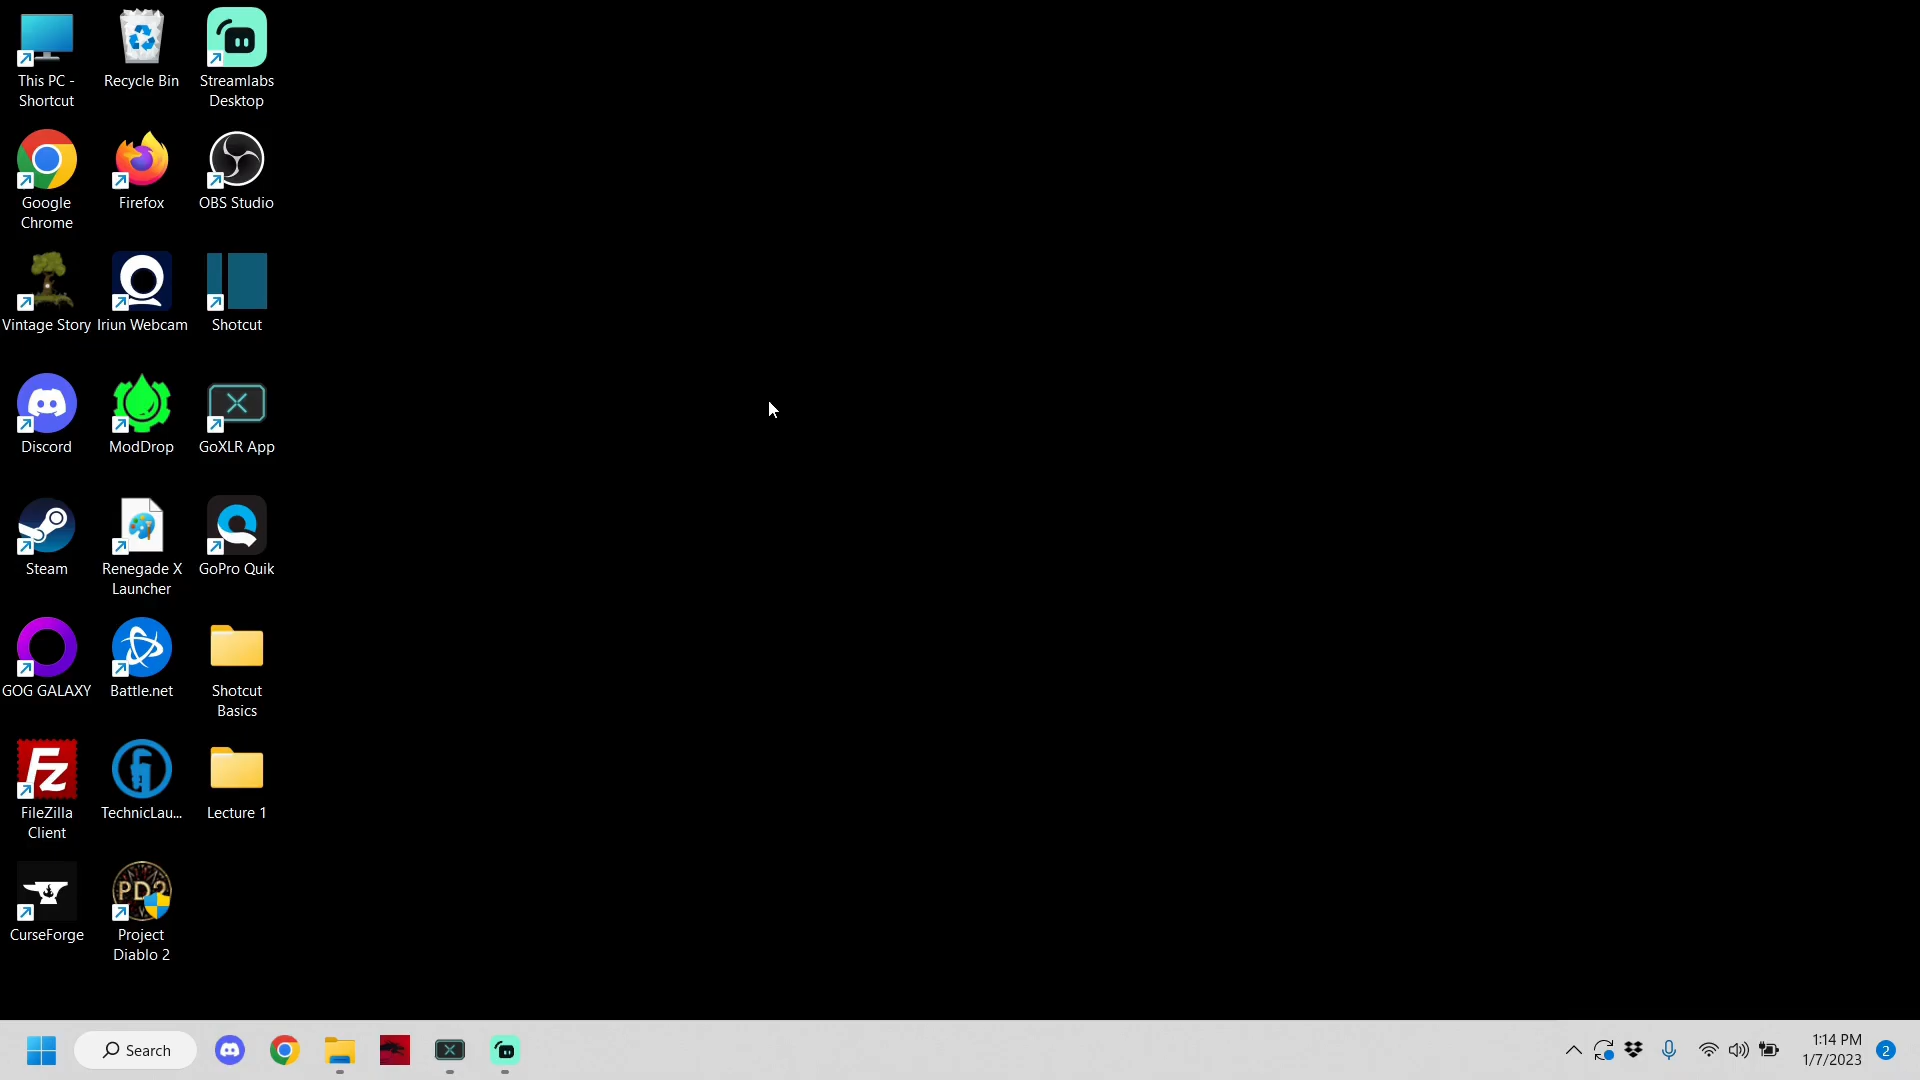 This PC -
Shortcut
Recycle Bin
Streamlabs
Desktop
Google
Chrome
Firefox
OBS Studio
Vintage Story
Iriun Webcam
Shotcut
Discord
ModDrop
GoXLR App
Steam
Renegade X
Launcher
GoPro Quik
GOG GALAXY
Battle.net
Shotcut
Basics
FileZilla
Client
TechnicLau...
Lecture 1
CurseForge
PD2
Project
Diablo 2
Search
1:14 PM
1/7/2023
2